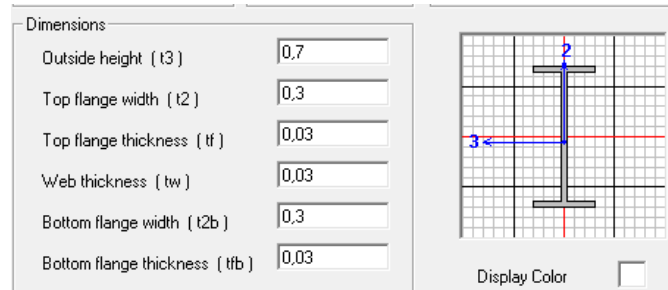 Dimensions
Outside height ( t3 ) 0,7
Top flange width ( t2 ) 0,3
Top flange thickness ( tf ) 0,03
Web thickness ( tw ) 0,03
Bottom flange width ( t2b ) 0,3
Bottom flange thickness ( tfb ) 0,03
2
3
Display Color